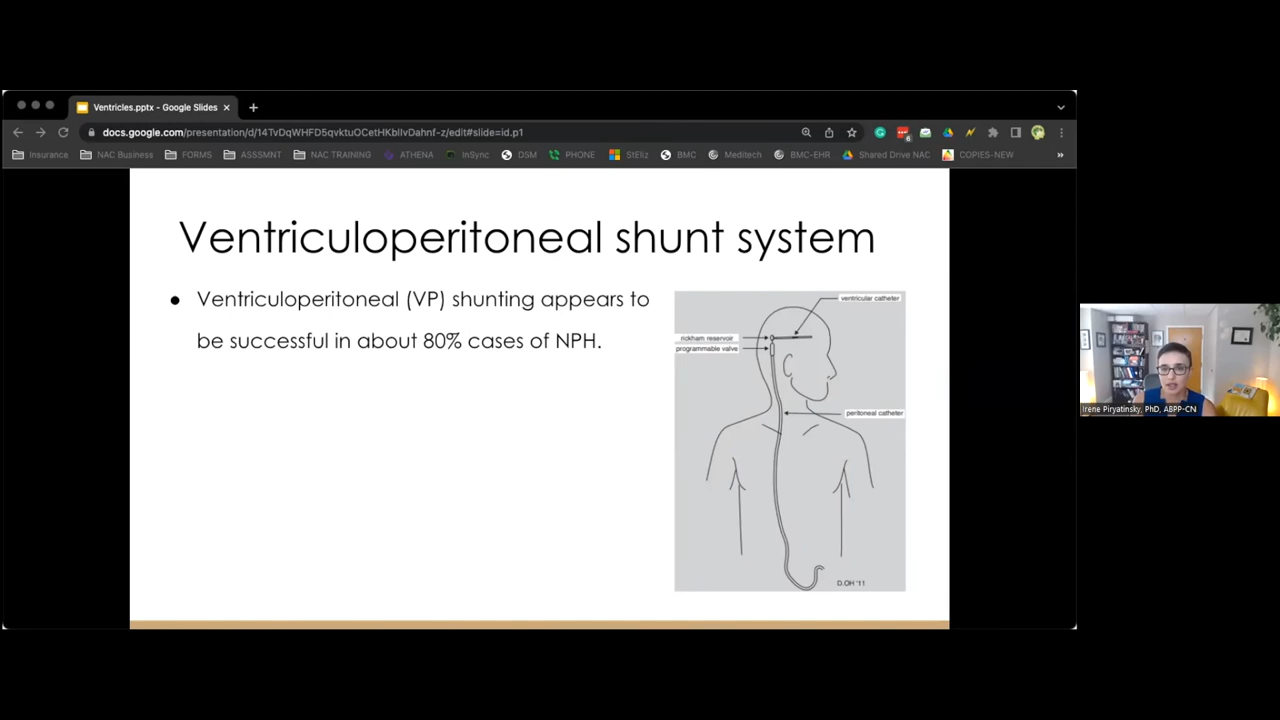 Ventricles.pptx - Google Slides
docs.google.com/presentation/d/14TvDqWHFD5qvktuOCetHKbIIvDahnf-z/edit#slide=id.p1
Insurance NAC Business FORMS ASSSMNT NAC TRAINING ATHENA InSync DSM PHONE StEliz BMC Meditech BMC-EHR Shared Drive NAC COPIES-NEW
Ventriculoperitoneal shunt system
● Ventriculoperitoneal (VP) shunting appears to
be successful in about 80% cases of NPH.
ventricular catheter
rickham reservoir
programmable valve
peritoneal catheter
D.OH '11
Irene Piryatinsky, PhD, ABPP-CN